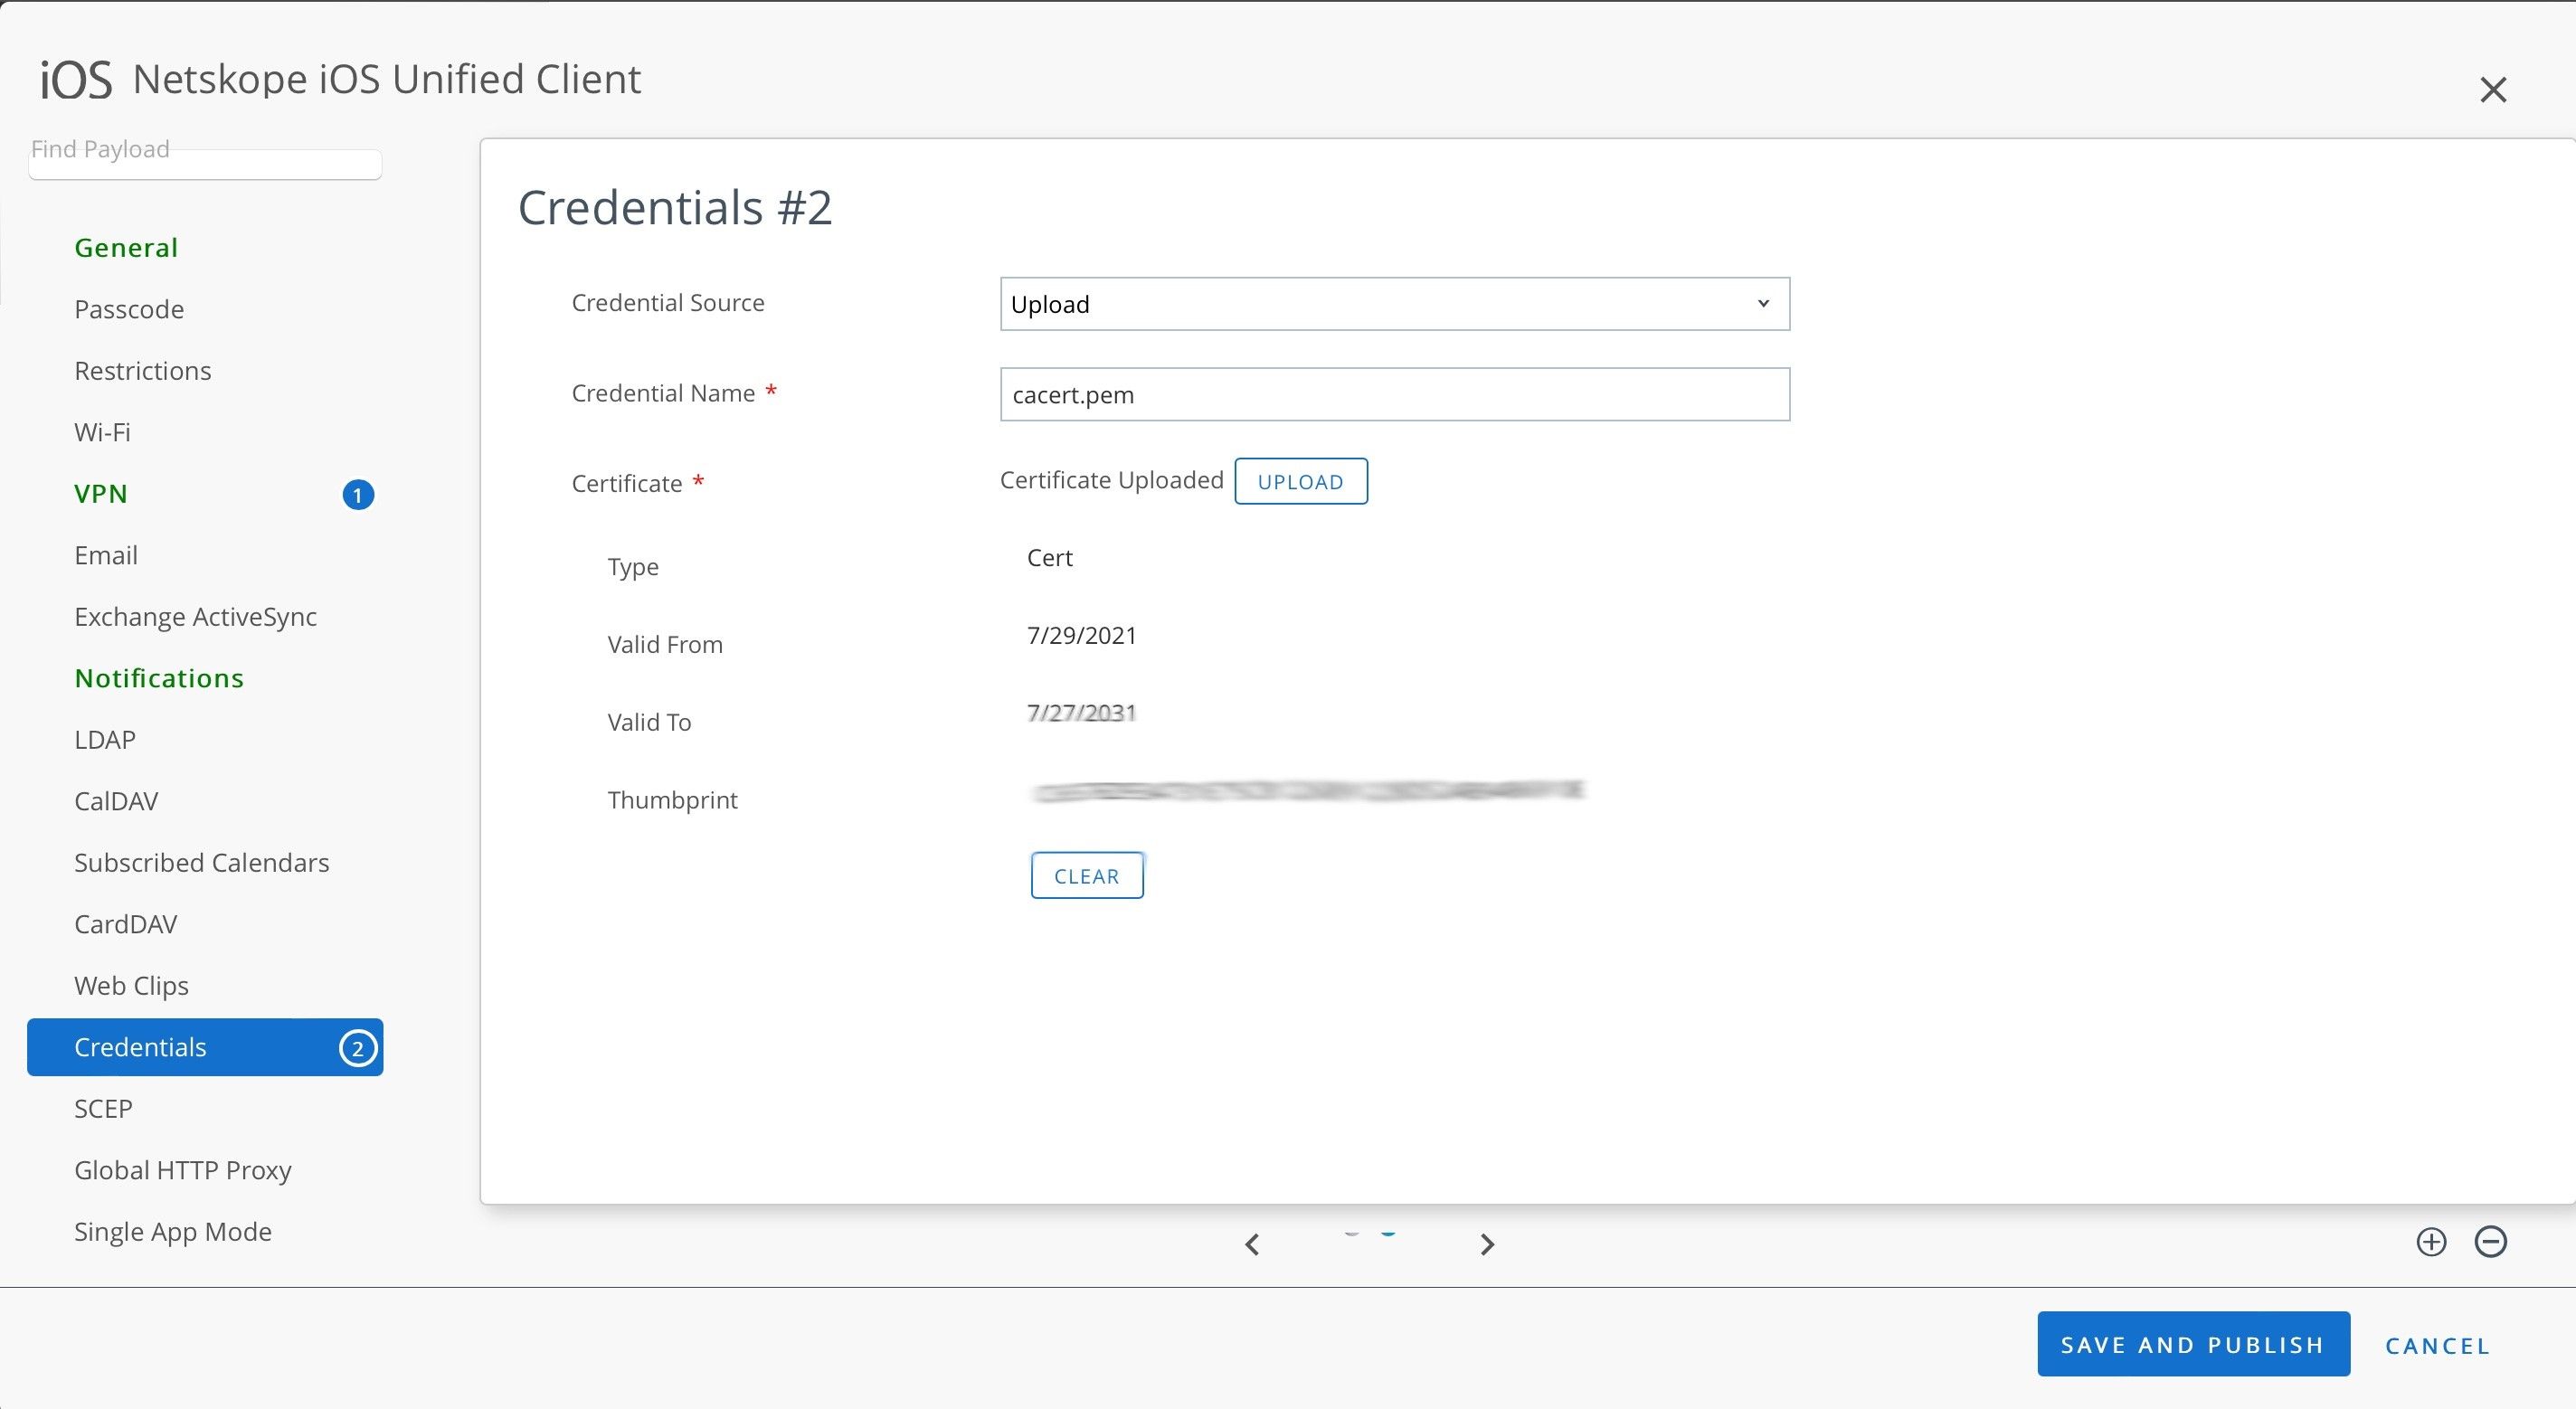 iOS Netskope iOS Unified Client
Find Payload
General
Passcode
Restrictions
Wi-Fi
VPN 1
Email
Exchange ActiveSync
Notifications
LDAP
CalDAV
Subscribed Calendars
CardDAV
Web Clips
Credentials 2
SCEP
Global HTTP Proxy
Single App Mode
Credentials #2
Credential Source Upload
Credential Name * cacert.pem
Certificate * Certificate Uploaded UPLOAD
Type Cert
Valid From 7/29/2021
Valid To 7/27/2031
Thumbprint
CLEAR
SAVE AND PUBLISH CANCEL